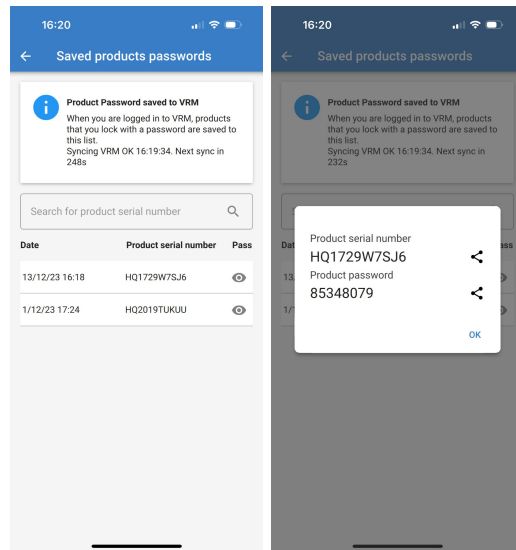 16:20
Saved products passwords
Product Password saved to VRM
When you are logged in to VRM, products
that you lock with a password are saved to
this list.
Syncing VRM OK 16:19:34. Next sync in
248s
Search for product serial number
Date Product serial number Pass
13/12/23 16:18 HQ1729W7SJ6
1/12/23 17:24 HQ2019TUKUU
16:20
Saved products passwords
Product Password saved to VRM
When you are logged in to VRM, products
that you lock with a password are saved to
this list.
Syncing VRM OK 16:19:34. Next sync in
232s
Product serial number
HQ1729W7SJ6
Product password
85348079
OK